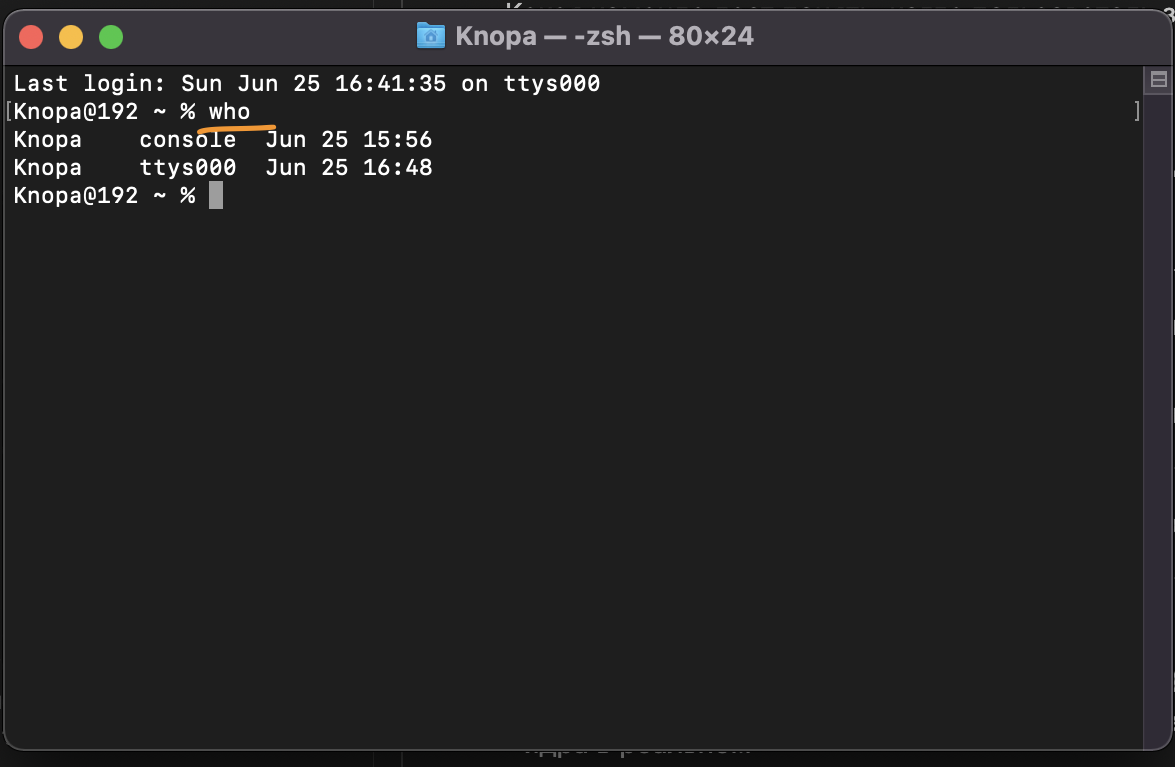 Knopa — -zsh — 80×24
Last login: Sun Jun 25 16:41:35 on ttys000
[Knopa@192 ~ % who ]
Knopa    console  Jun 25 15:56
Knopa    ttys000  Jun 25 16:48
Knopa@192 ~ %